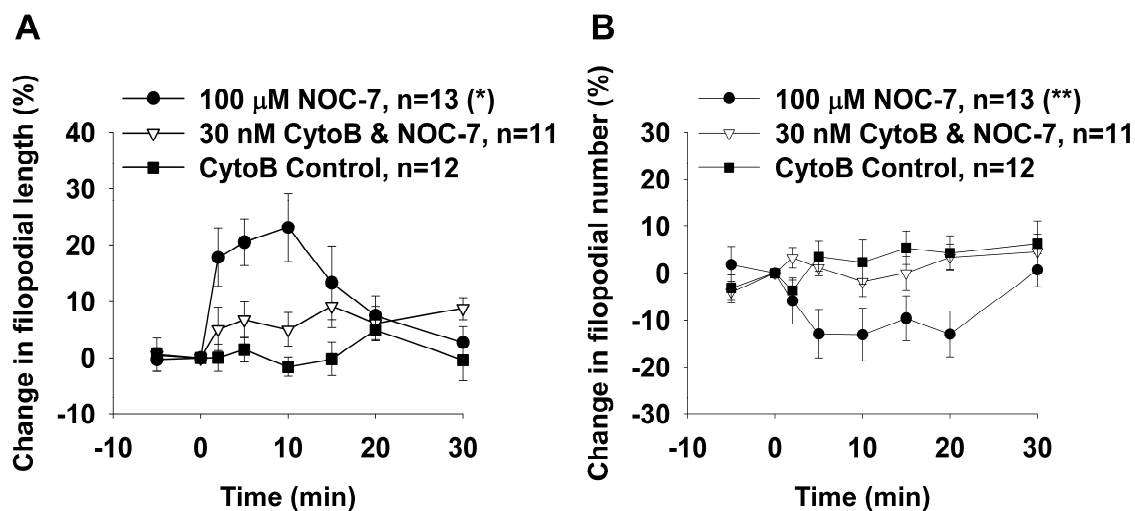 A
Change in filopodial length (%)
100 μM NOC-7, n=13 (*)
30 nM CytoB & NOC-7, n=11
CytoB Control, n=12
40
30
20
10
0
-10
-10 0 10 20 30
Time (min)
B
Change in filopodial number (%)
100 μM NOC-7, n=13 (**)
30 nM CytoB & NOC-7, n=11
CytoB Control, n=12
30
20
10
0
-10
-20
-30
-10 0 10 20 30
Time (min)